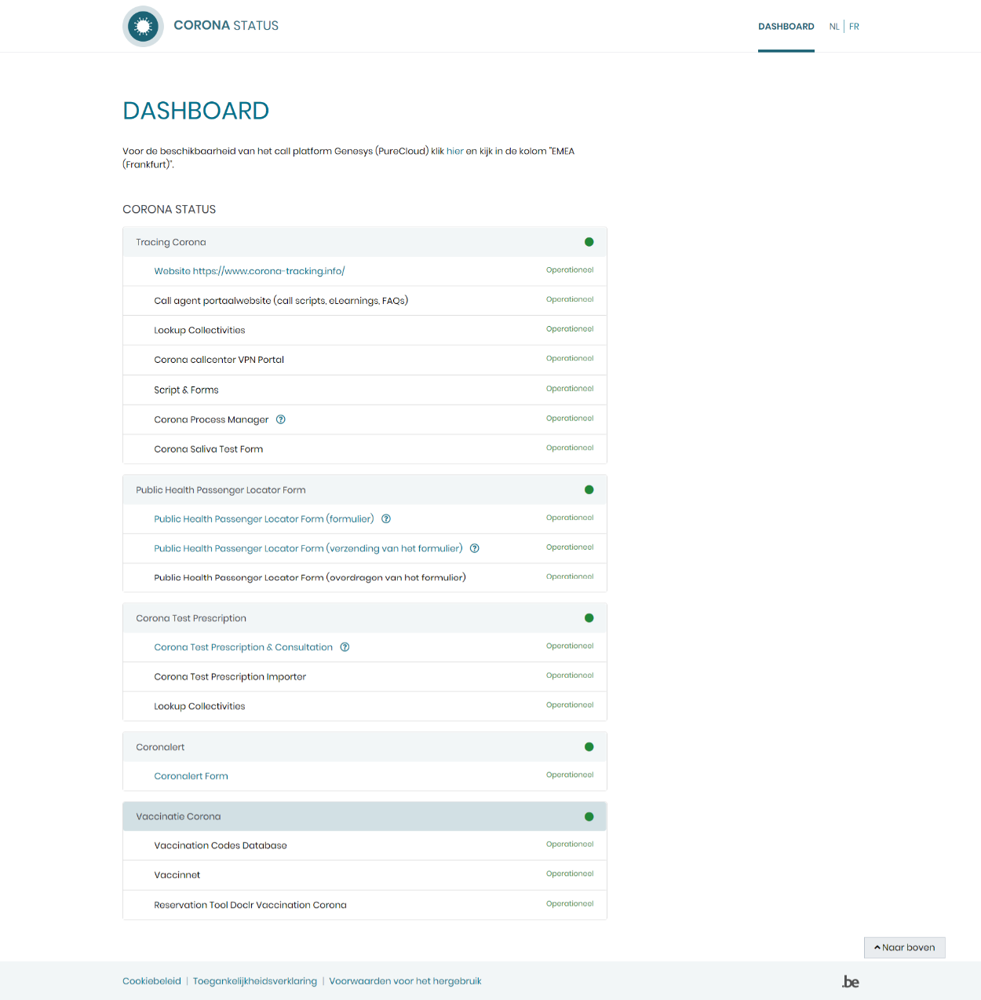 CORONA STATUS
DASHBOARD
NL | FR
DASHBOARD
Voor de beschikbaarheid van het call platform Genesys (PureCloud) klik hier en kijk in de kolom "EMEA
(Frankfurt)".
CORONA STATUS
Tracing Corona
Website https://www.corona-tracking.info/ Operationeel
Call agent portaalwebsite (call scripts, eLearnings, FAQs) Operationeel
Lookup Collectivities Operationeel
Corona callcenter VPN Portal Operationeel
Script & Forms Operationeel
Corona Process Manager ? Operationeel
Corona Saliva Test Form Operationeel
Public Health Passenger Locator Form
Public Health Passenger Locator Form (formulier) ? Operationeel
Public Health Passenger Locator Form (verzending van het formulier) ? Operationeel
Public Health Passenger Locator Form (overdragen van het formulier) Operationeel
Corona Test Prescription
Corona Test Prescription & Consultation ? Operationeel
Corona Test Prescription Importer Operationeel
Lookup Collectivities Operationeel
Coronalert
Coronalert Form Operationeel
Vaccinatie Corona
Vaccination Codes Database Operationeel
Vaccinnet Operationeel
Reservation Tool Doclr Vaccination Corona Operationeel
Naar boven
Cookiebeleid | Toegankelijkheidsverklaring | Voorwaarden voor het hergebruik
.be